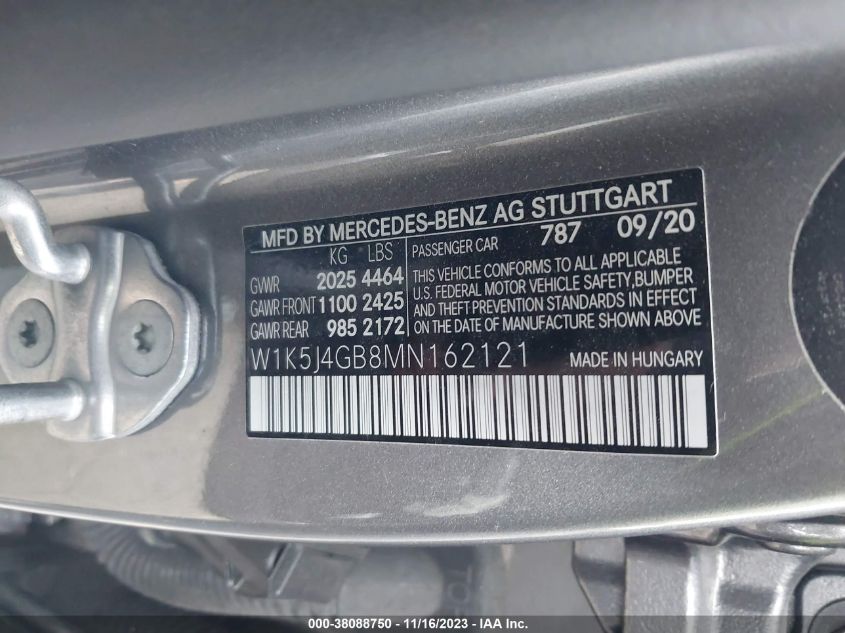 MFD BY MERCEDES-BENZ AG STUTTGART
KG LBS
PASSENGER CAR 787 09/20
GVWR 2025 4464
GAWR FRONT 1100 2425
GAWR REAR 985 2172
THIS VEHICLE CONFORMS TO ALL APPLICABLE
U.S. FEDERAL MOTOR VEHICLE SAFETY, BUMPER
AND THEFT PREVENTION STANDARDS IN EFFECT
ON THE DATE OF MANUFACTURE SHOWN ABOVE
W1K5J4GB8MN162121 MADE IN HUNGARY
000-38088750 - 11/16/2023 - IAA Inc.